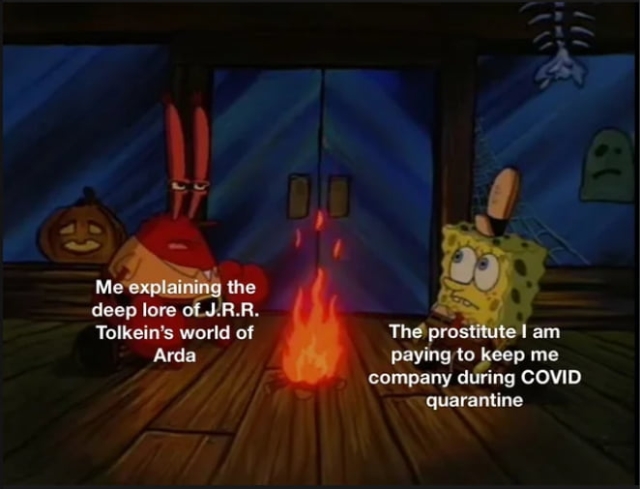 Me explaining the
deep lore of J.R.R.
Tolkein's world of
Arda
The prostitute I am
paying to keep me
company during COVID
quarantine